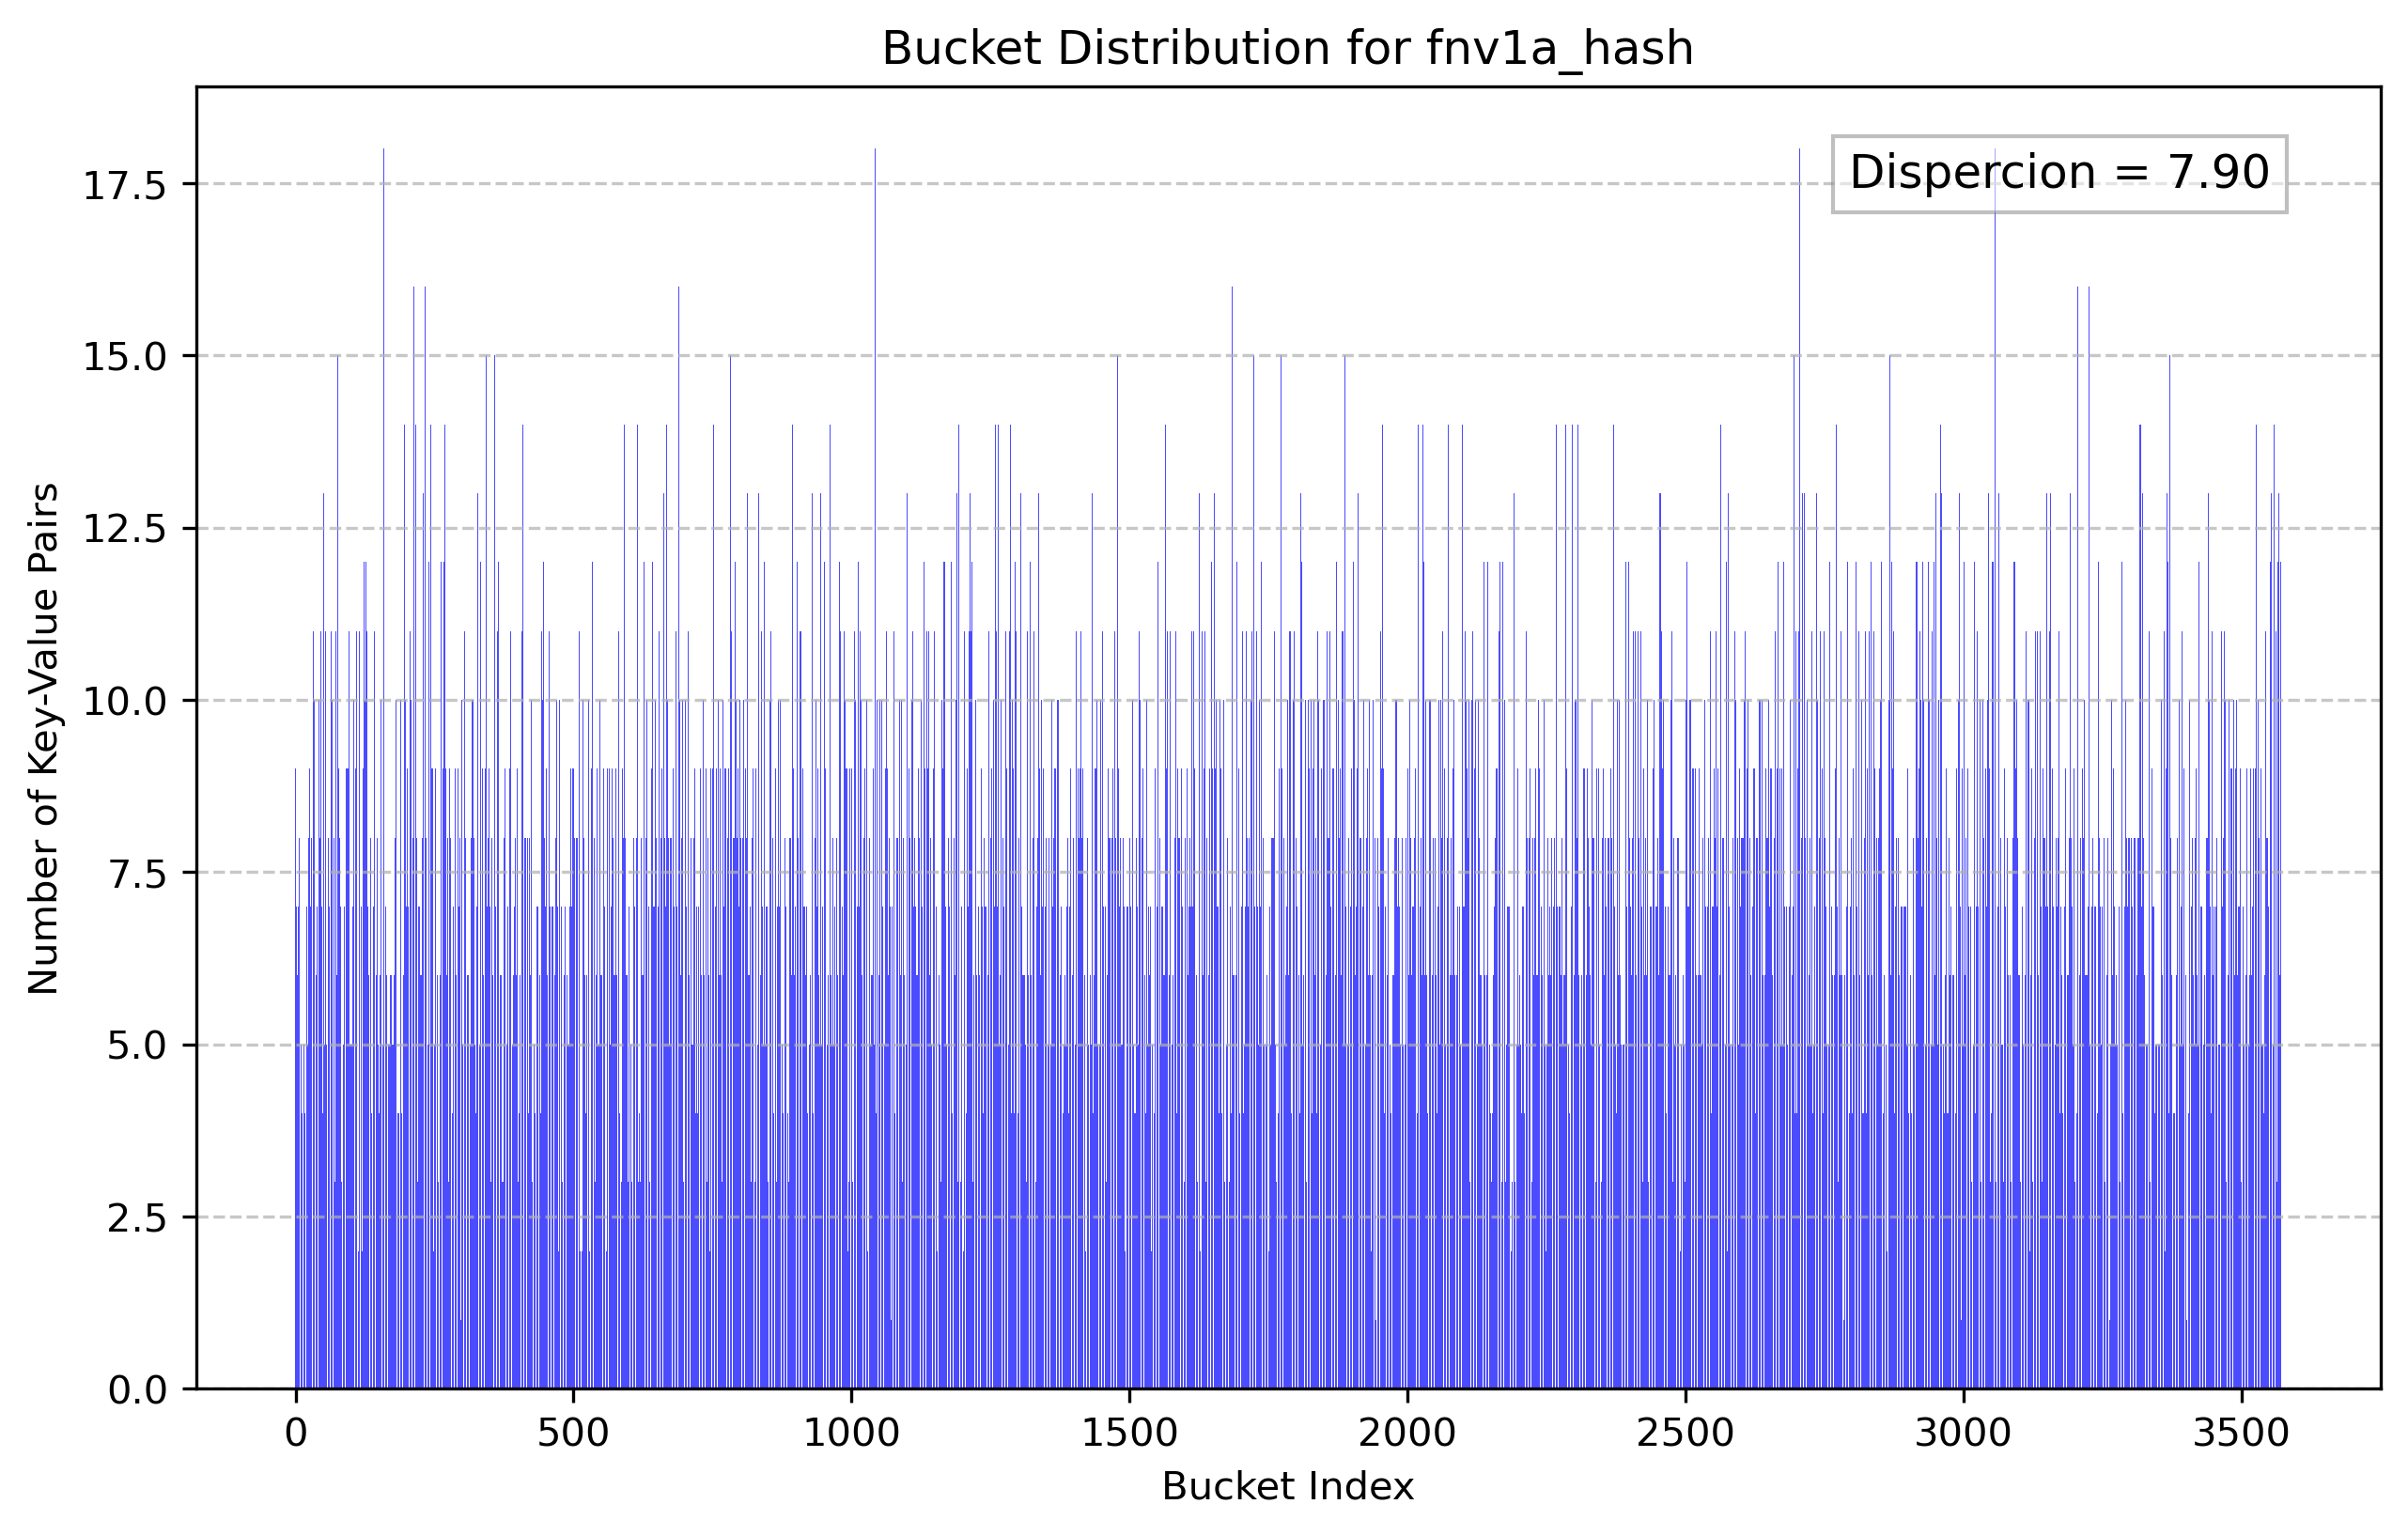 Bucket Distribution for fnv1a_hash
Dispercion = 7.90
Number of Key-Value Pairs
17.5
15.0
12.5
10.0
7.5
5.0
2.5
0.0
0 500 1000 1500 2000 2500 3000 3500
Bucket Index